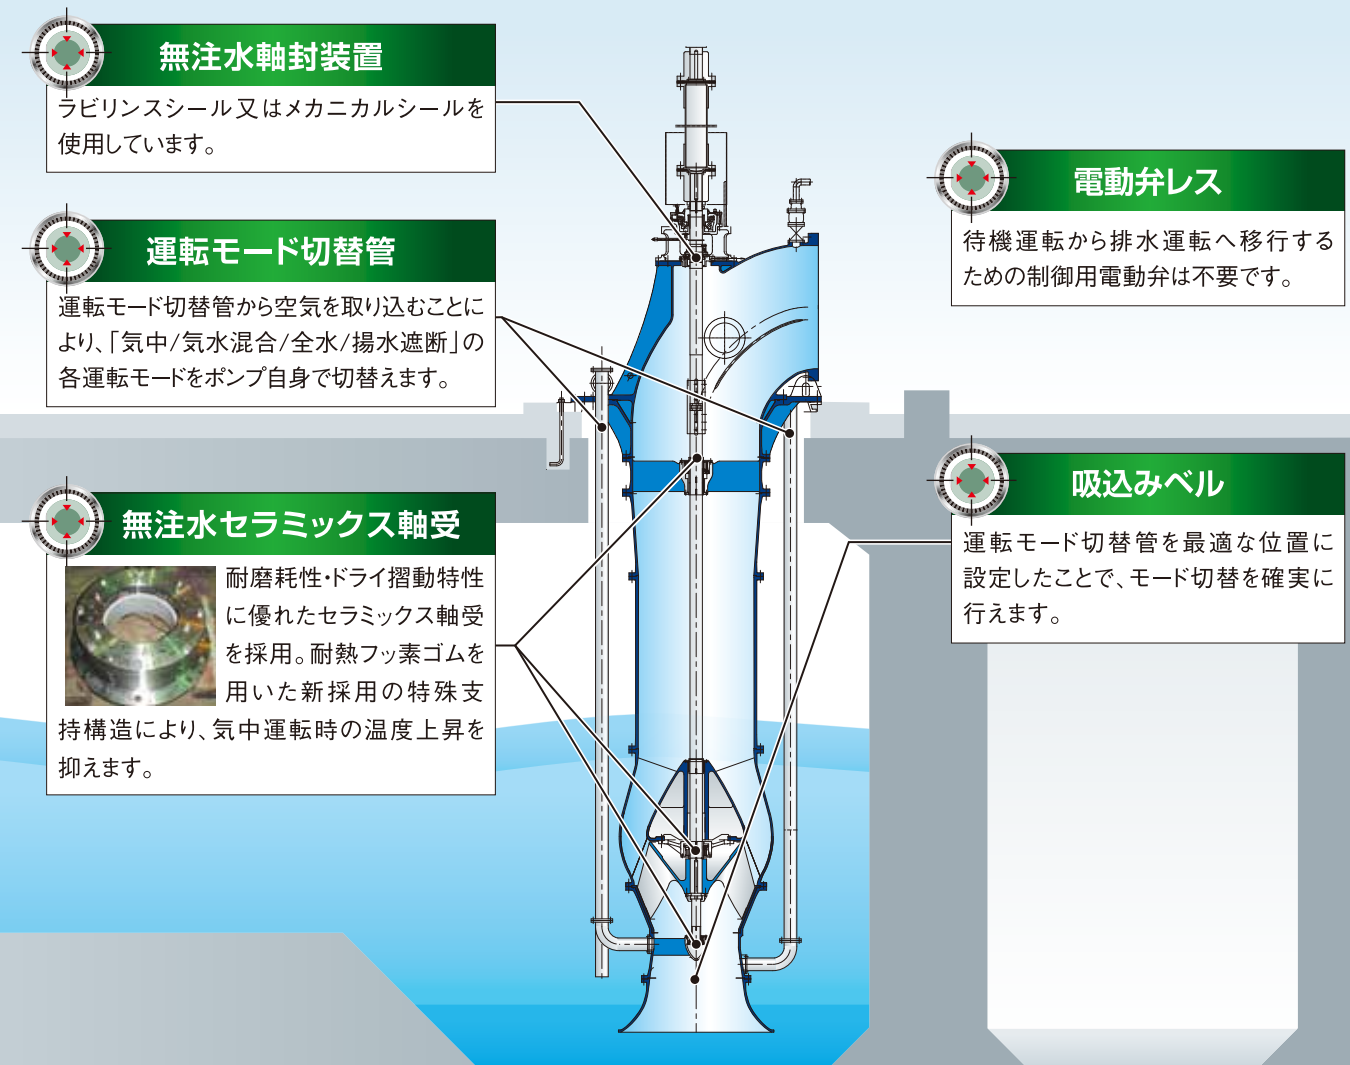 無注水軸封装置
ラビリンスシール又はメカニカルシールを
使用しています。
運転モード切替管
運転モード切替管から空気を取り込むことに
より、「気中/気水混合/全水/揚水遮断」の
各運転モードをポンプ自身で切替えます。
無注水セラミックス軸受
耐磨耗性・ドライ摺動特性
に優れたセラミックス軸受
を採用。耐熱フッ素ゴムを
用いた新採用の特殊支
持構造により、気中運転時の温度上昇を
抑えます。
電動弁レス
待機運転から排水運転へ移行する
ための制御用電動弁は不要です。
吸込みベル
運転モード切替管を最適な位置に
設定したことで、モード切替を確実に
行えます。